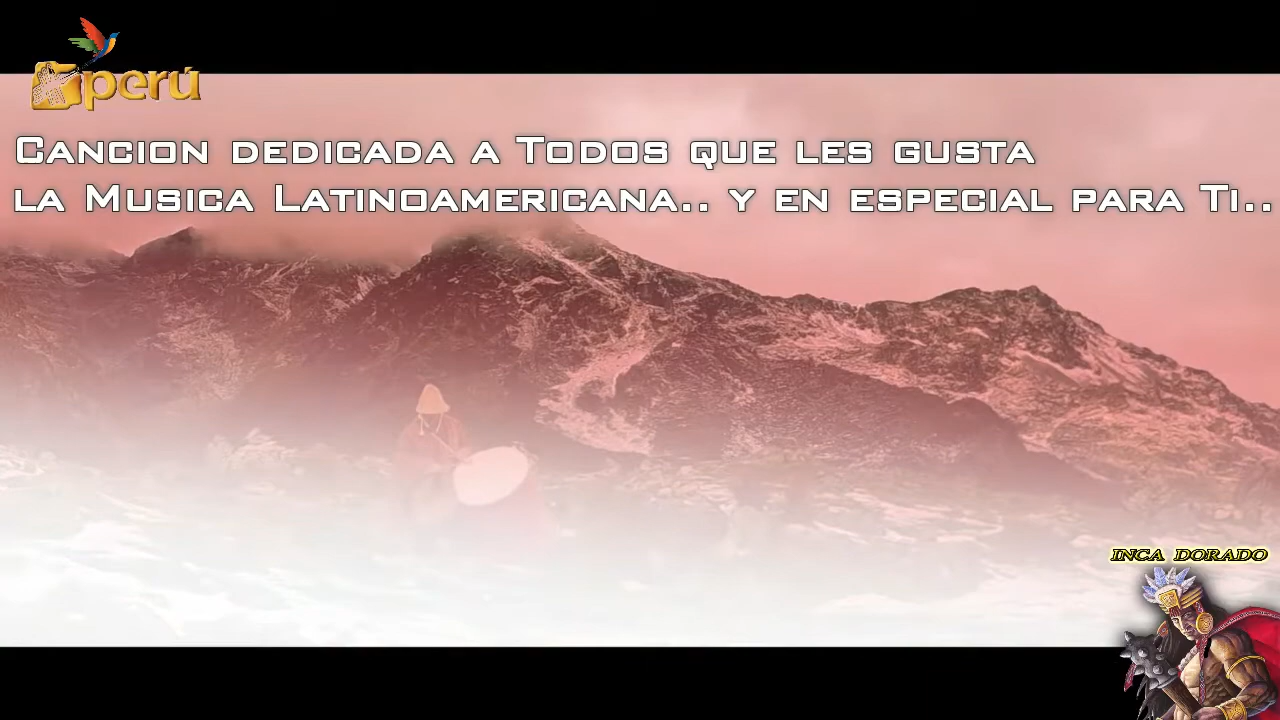 perú
Cancion dedicada a Todos que les gusta
la Musica Latinoamericana.. y en especial para Ti..
INCA DORADO